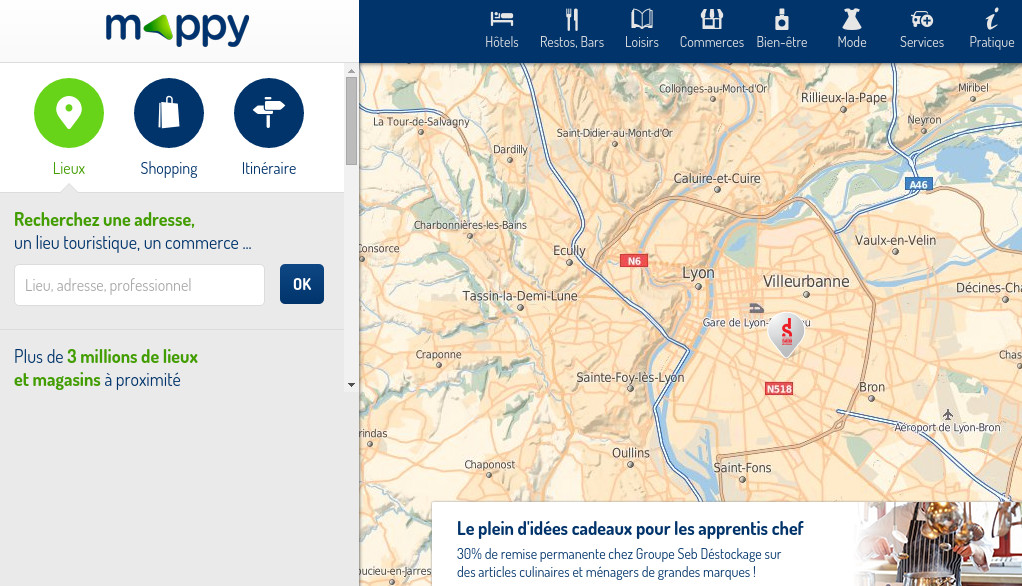 mappy
Hôtels
Restos, Bars
Loisirs
Commerces
Bien-être
Mode
Services
Pratique
Lieux
Shopping
Itinéraire
Recherchez une adresse,
un lieu touristique, un commerce ...
Lieu, adresse, professionnel
OK
Plus de 3 millions de lieux
et magasins à proximité
Collonges-au-Mont-d'Or
Rillieux-la-Pape
Miribel
La Tour-de-Salvagny
Neyron
Saint-Didier-au-Mont-d'Or
Dardilly
Caluire-et-Cuire
A46
Charbonnières-les-Bains
Consorce
Ecully
Vaulx-en-Velin
N6
Lyon
Villeurbanne
Décines-Cha
Tassin-la-Demi-Lune
Gare de Lyon-
eu
Craponne
Chas
Sainte-Foy-lès-Lyon
N518
Bron
Aéroport de Lyon-Bron
rindas
Oullins
Chaponost
Saint-Fons
oucieu-en-Jarres
Le plein d'idées cadeaux pour les apprentis chef
30% de remise permanente chez Groupe Seb Déstockage sur
des articles culinaires et ménagers de grandes marques !